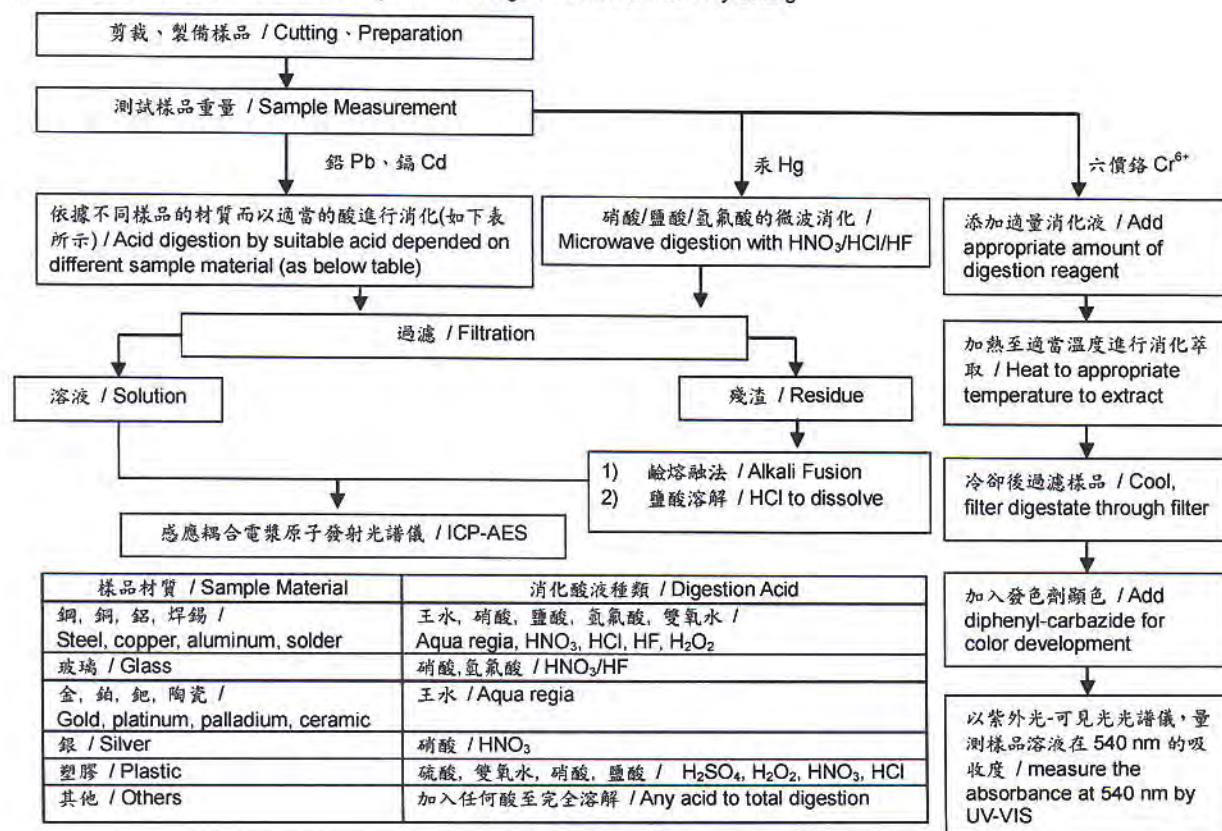 剪裁、製備樣品 / Cutting、Preparation
測試樣品重量 / Sample Measurement
鉛 Pb、鎘 Cd
汞 Hg
六價鉻 Cr⁶⁺
依據不同樣品的材質而以適當的酸進行消化(如下表
所示) / Acid digestion by suitable acid depended on
different sample material (as below table)
硝酸/鹽酸/氫氟酸的微波消化 /
Microwave digestion with HNO₃/HCl/HF
添加適量消化液 / Add
appropriate amount of
digestion reagent
過濾 / Filtration
加熱至適當溫度進行消化萃
取 / Heat to appropriate
temperature to extract
溶液 / Solution
殘渣 / Residue
1) 鹼熔融法 / Alkali Fusion
2) 鹽酸溶解 / HCl to dissolve
冷卻後過濾樣品 / Cool,
filter digestate through filter
感應耦合電漿原子發射光譜儀 / ICP-AES
樣品材質 / Sample Material
消化酸液種類 / Digestion Acid
鋼, 銅, 鋁, 焊錫 /
Steel, copper, aluminum, solder
王水, 硝酸, 鹽酸, 氫氟酸, 雙氧水 /
Aqua regia, HNO₃, HCl, HF, H₂O₂
玻璃 / Glass
硝酸,氫氟酸 / HNO₃/HF
金, 鉑, 鈀, 陶瓷 /
Gold, platinum, palladium, ceramic
王水 / Aqua regia
銀 / Silver
硝酸 / HNO₃
塑膠 / Plastic
硫酸, 雙氧水, 硝酸, 鹽酸 / H₂SO₄, H₂O₂, HNO₃, HCl
其他 / Others
加入任何酸至完全溶解 / Any acid to total digestion
加入發色劑顯色 / Add
diphenyl-carbazide for
color development
以紫外光-可見光光譜儀,量
測樣品溶液在 540 nm 的吸
收度 / measure the
absorbance at 540 nm by
UV-VIS